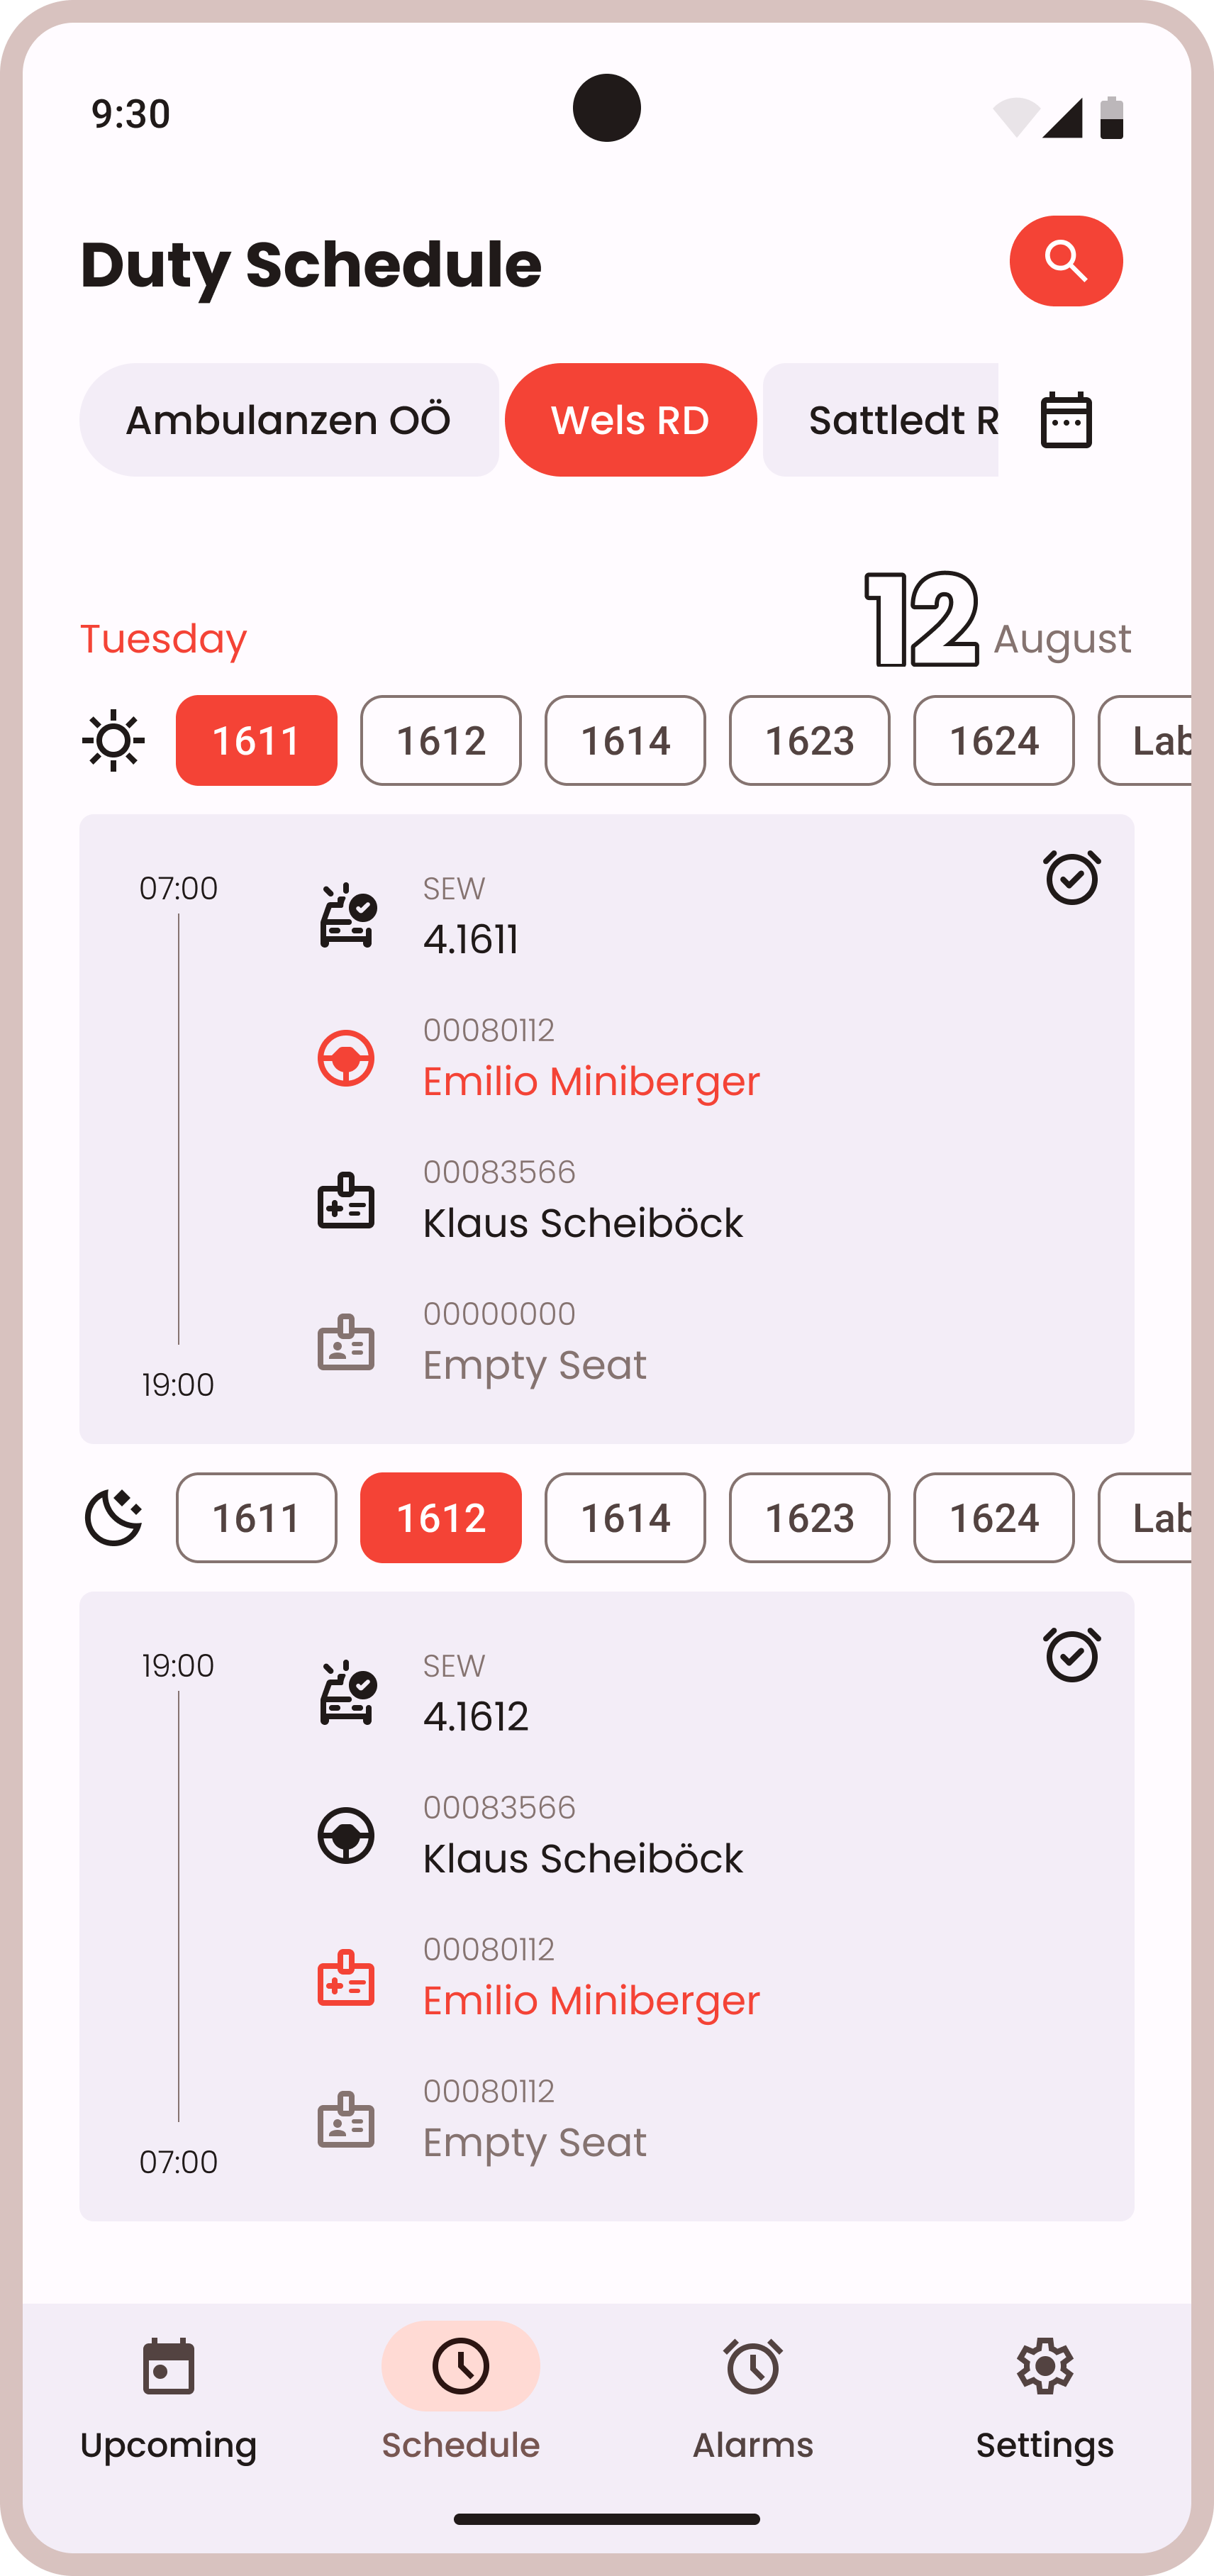 9:30
Duty Schedule
Ambulanzen OÖ Wels RD Sattledt R
Tuesday 12 August
1611 1612 1614 1623 1624 Lab
07:00
SEW
4.1611
00080112
Emilio Miniberger
00083566
Klaus Scheiböck
00000000
Empty Seat
19:00
1611 1612 1614 1623 1624 Lab
19:00
SEW
4.1612
00083566
Klaus Scheiböck
00080112
Emilio Miniberger
00080112
Empty Seat
07:00
Upcoming Schedule Alarms Settings